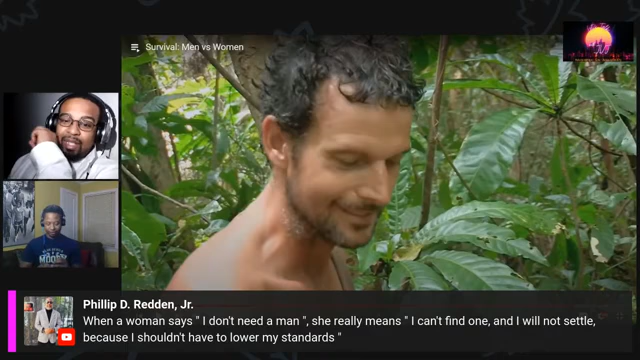 Survival: Men vs Women
Phillip D. Redden, Jr.
When a woman says " I don't need a man ", she really means " I can't find one, and I will not settle,
because I shouldn't have to lower my standards "